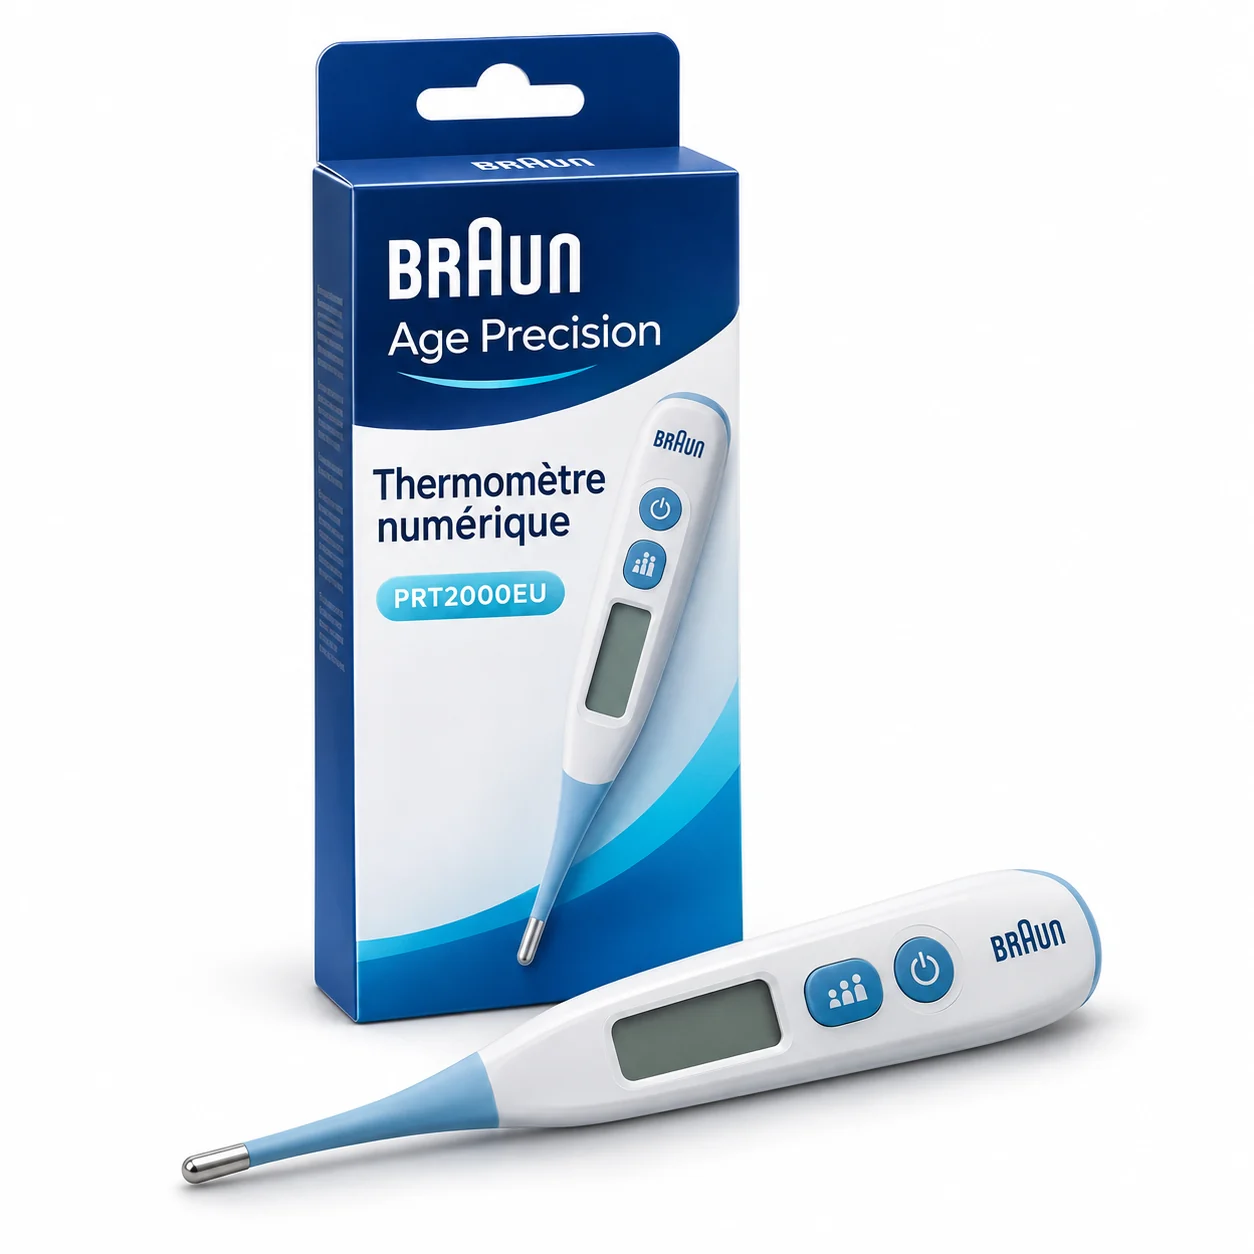 BRAUN
BRAUN
Age Precision
BRAUN
Thermomètre
numérique
PRT2000EU
BRAUN